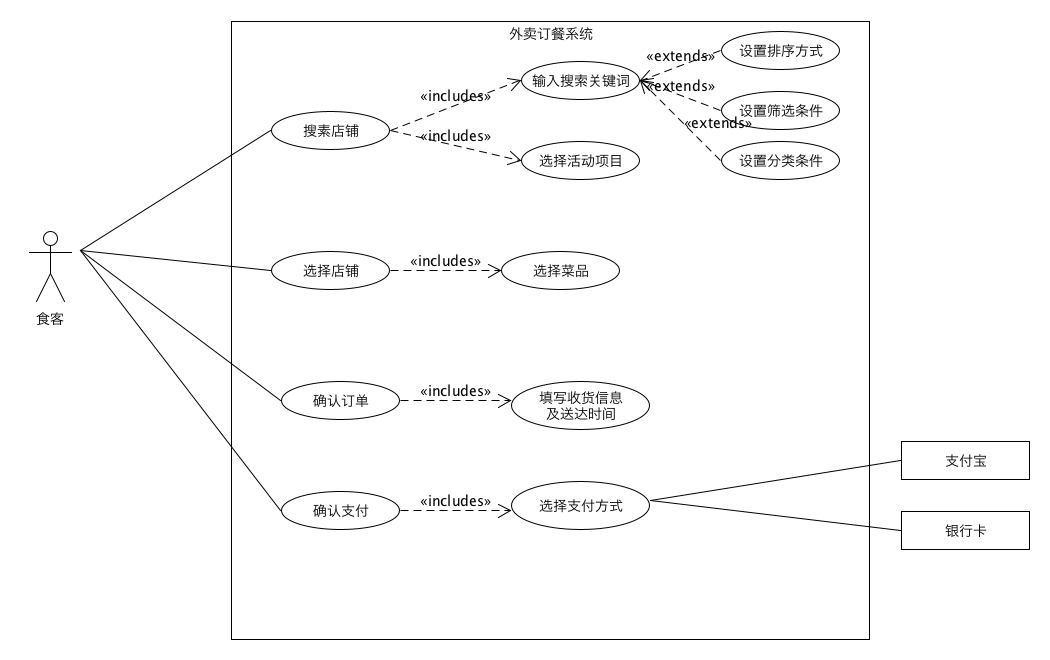 外卖订餐系统
设置排序方式
«extends»
输入搜索关键词
«extends»
«includes»
设置筛选条件
«extends»
搜素店铺
«includes»
选择活动项目
设置分类条件
选择店铺
«includes»
选择菜品
食客
确认订单
«includes»
填写收货信息
及送达时间
支付宝
确认支付
«includes»
选择支付方式
银行卡